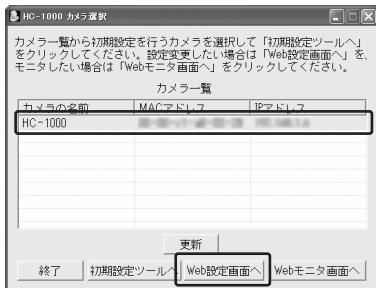 HC-1000 カメラ選択
カメラ一覧から初期設定を行うカメラを選択して「初期設定ツールへ」
をクリックしてください。設定変更したい場合は「Web設定画面へ」を、
モニタしたい場合は「Webモニタ画面へ」をクリックしてください。
カメラ一覧
カメラの名前 MACアドレス IPアドレス
HC-1000
更新
終了 初期設定ツールへ Web設定画面へ Webモニタ画面へ